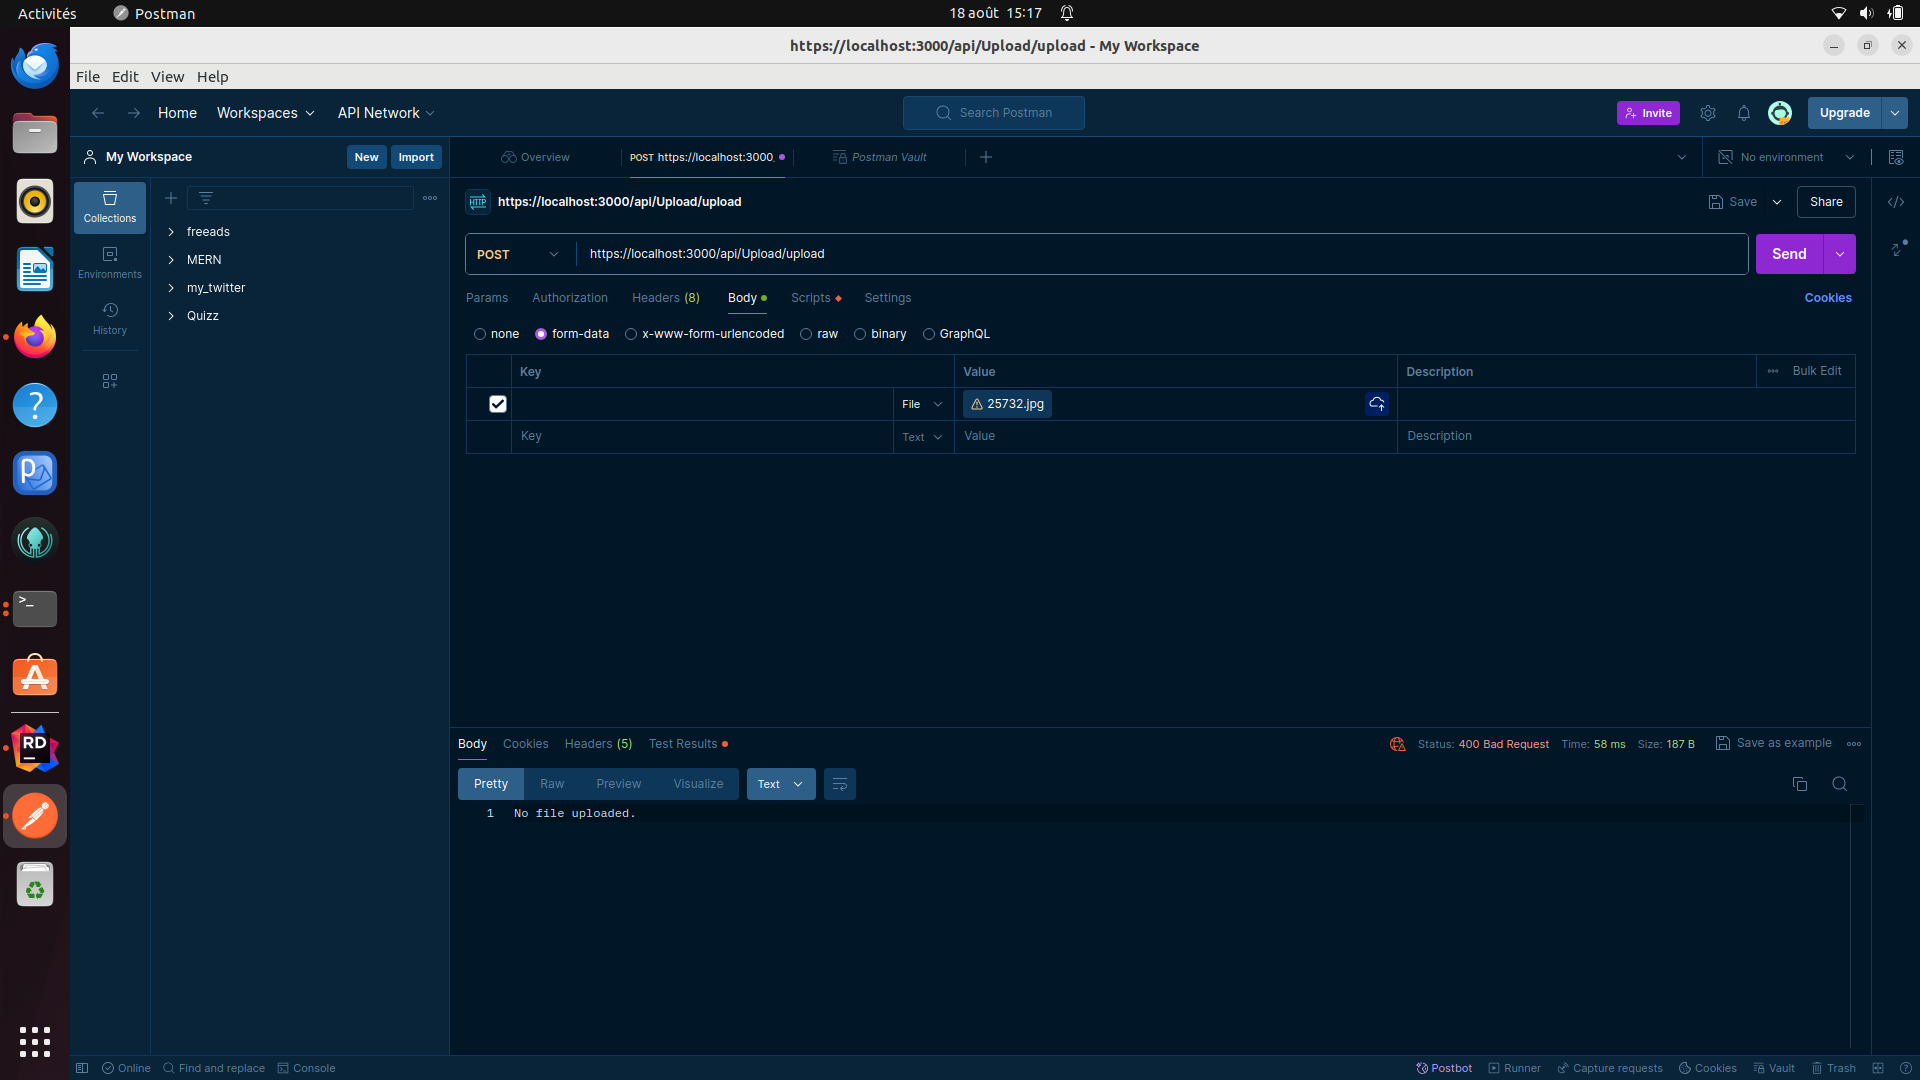 Activités
Postman
18 août 15:17
https://localhost:3000/api/Upload/upload - My Workspace
File Edit View Help
Home
Workspaces
API Network
Search Postman
Invite
Upgrade
My Workspace
New
Import
Overview
POST https://localhost:3000.
Postman Vault
No environment
Collections
Environments
History
freeads
MERN
my_twitter
Quizz
HTTP
https://localhost:3000/api/Upload/upload
Save
Share
POST
https://localhost:3000/api/Upload/upload
Send
Params
Authorization
Headers (8)
Body
Scripts
Settings
Cookies
none
form-data
x-www-form-urlencoded
raw
binary
GraphQL
Key
Value
Description
Bulk Edit
File
25732.jpg
Key
Text
Value
Description
>_
RD
Body
Cookies
Headers (5)
Test Results
Status: 400 Bad Request
Time: 58 ms
Size: 187 B
Save as example
Pretty
Raw
Preview
Visualize
Text
1 No file uploaded.
Online
Find and replace
Console
Postbot
Runner
Capture requests
Cookies
Vault
Trash